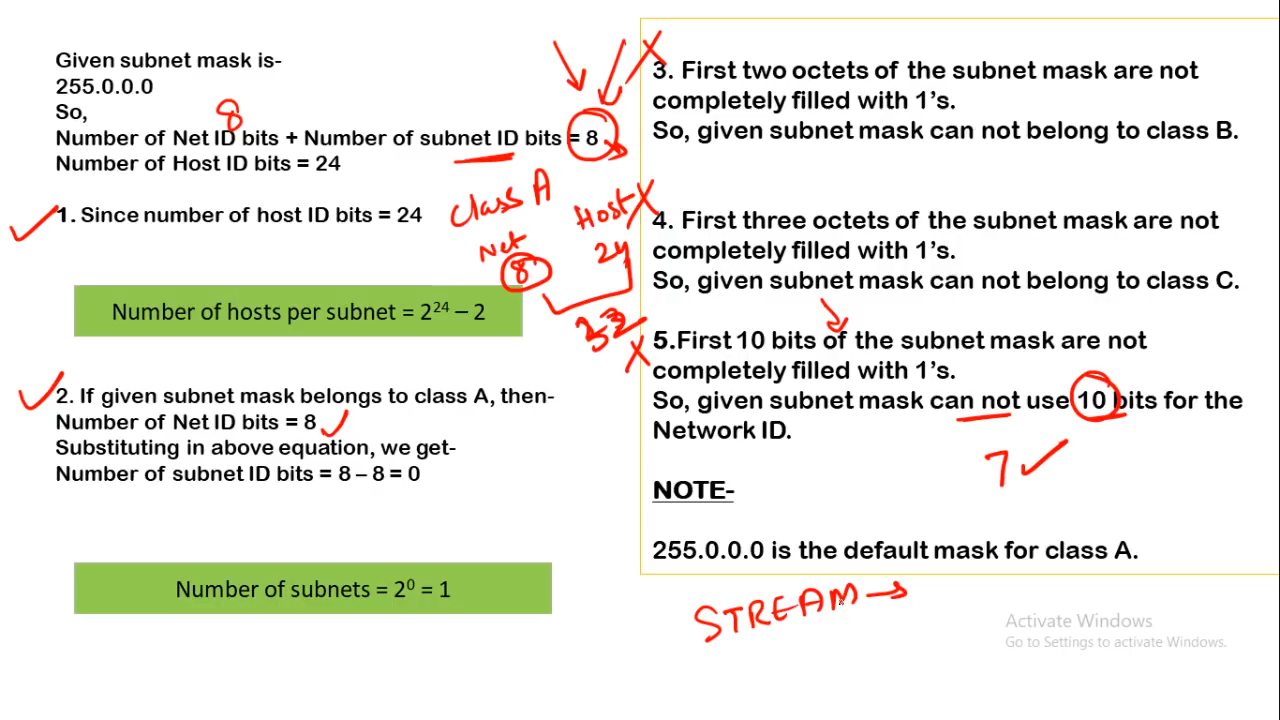 Given subnet mask is-
255.0.0.0
So,
8
Number of Net ID bits + Number of subnet ID bits = 8
Number of Host ID bits = 24
1. Since number of host ID bits = 24
Class A
Net Host
8 24
32
Number of hosts per subnet = 2²⁴ – 2
2. If given subnet mask belongs to class A, then-
Number of Net ID bits = 8
Substituting in above equation, we get-
Number of subnet ID bits = 8 – 8 = 0
Number of subnets = 2⁰ = 1
3. First two octets of the subnet mask are not
completely filled with 1’s.
So, given subnet mask can not belong to class B.
4. First three octets of the subnet mask are not
completely filled with 1’s.
So, given subnet mask can not belong to class C.
5.First 10 bits of the subnet mask are not
completely filled with 1’s.
So, given subnet mask can not use 10 bits for the
Network ID.
7
NOTE-
255.0.0.0 is the default mask for class A.
STREAM →
Activate Windows
Go to Settings to activate Windows.